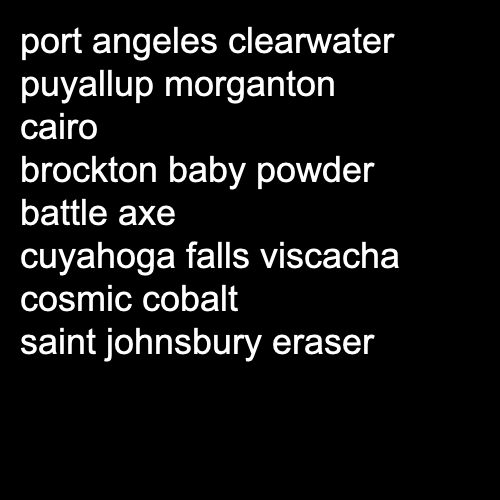 port angeles clearwater
puyallup morganton
cairo
brockton baby powder
battle axe
cuyahoga falls viscacha
cosmic cobalt
saint johnsbury eraser